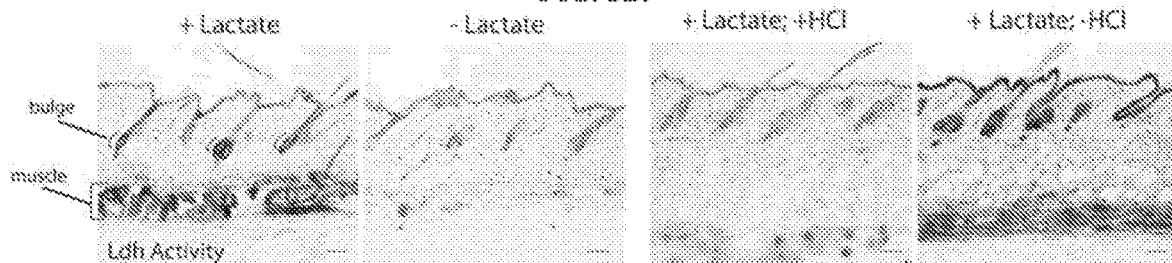 + Lactate
- Lactate
+ Lactate; +HCl
+ Lactate; -HCl
bulge
muscle
Ldh Activity